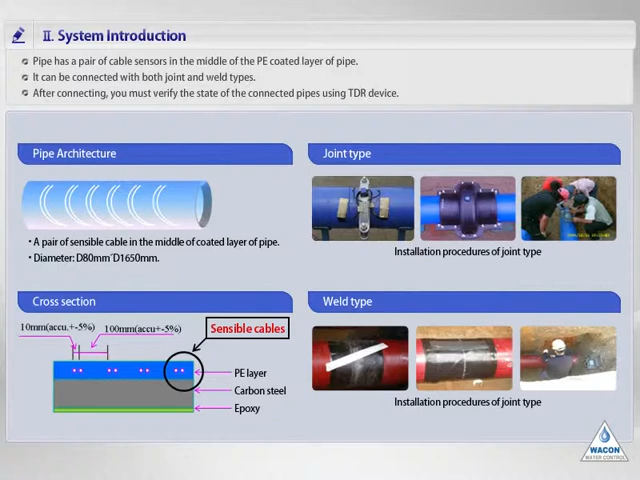 II. System Introduction
Pipe has a pair of cable sensors in the middle of the PE coated layer of pipe.
It can be connected with both joint and weld types.
After connecting, you must verify the state of the connected pipes using TDR device.
Pipe Architecture
• A pair of sensible cable in the middle of coated layer of pipe.
• Diameter: D80mm~D1650mm.
Joint type
Installation procedures of joint type
Cross section
10mm(accu.+-5%)
100mm(accu+-5%)
Sensible cables
PE layer
Carbon steel
Epoxy
Weld type
Installation procedures of joint type
WACON
WATER CONTROL